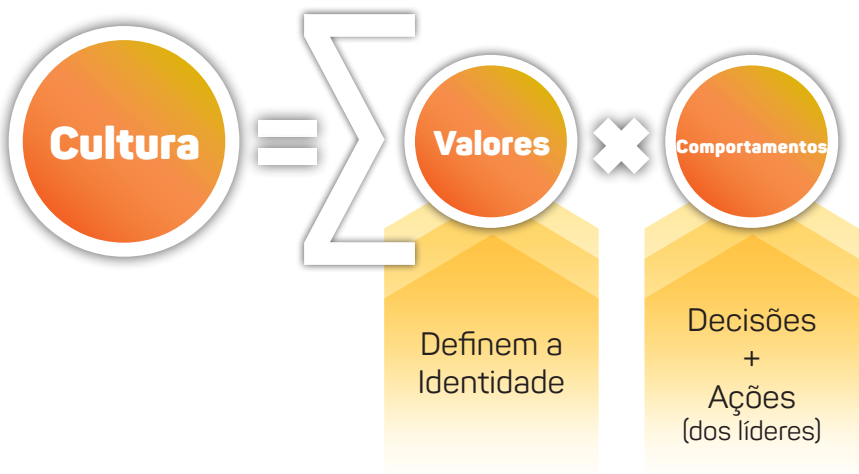 Cultura = ∑ Valores × Comportamentos
Definem a
Identidade
Decisões
+
Ações
(dos líderes)